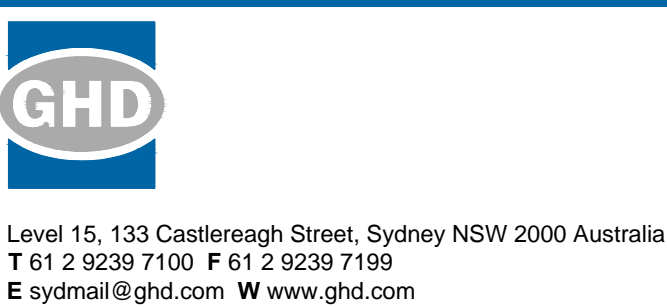 GHD
Level 15, 133 Castlereagh Street, Sydney NSW 2000 Australia
T 61 2 9239 7100 F 61 2 9239 7199
E sydmail@ghd.com W www.ghd.com